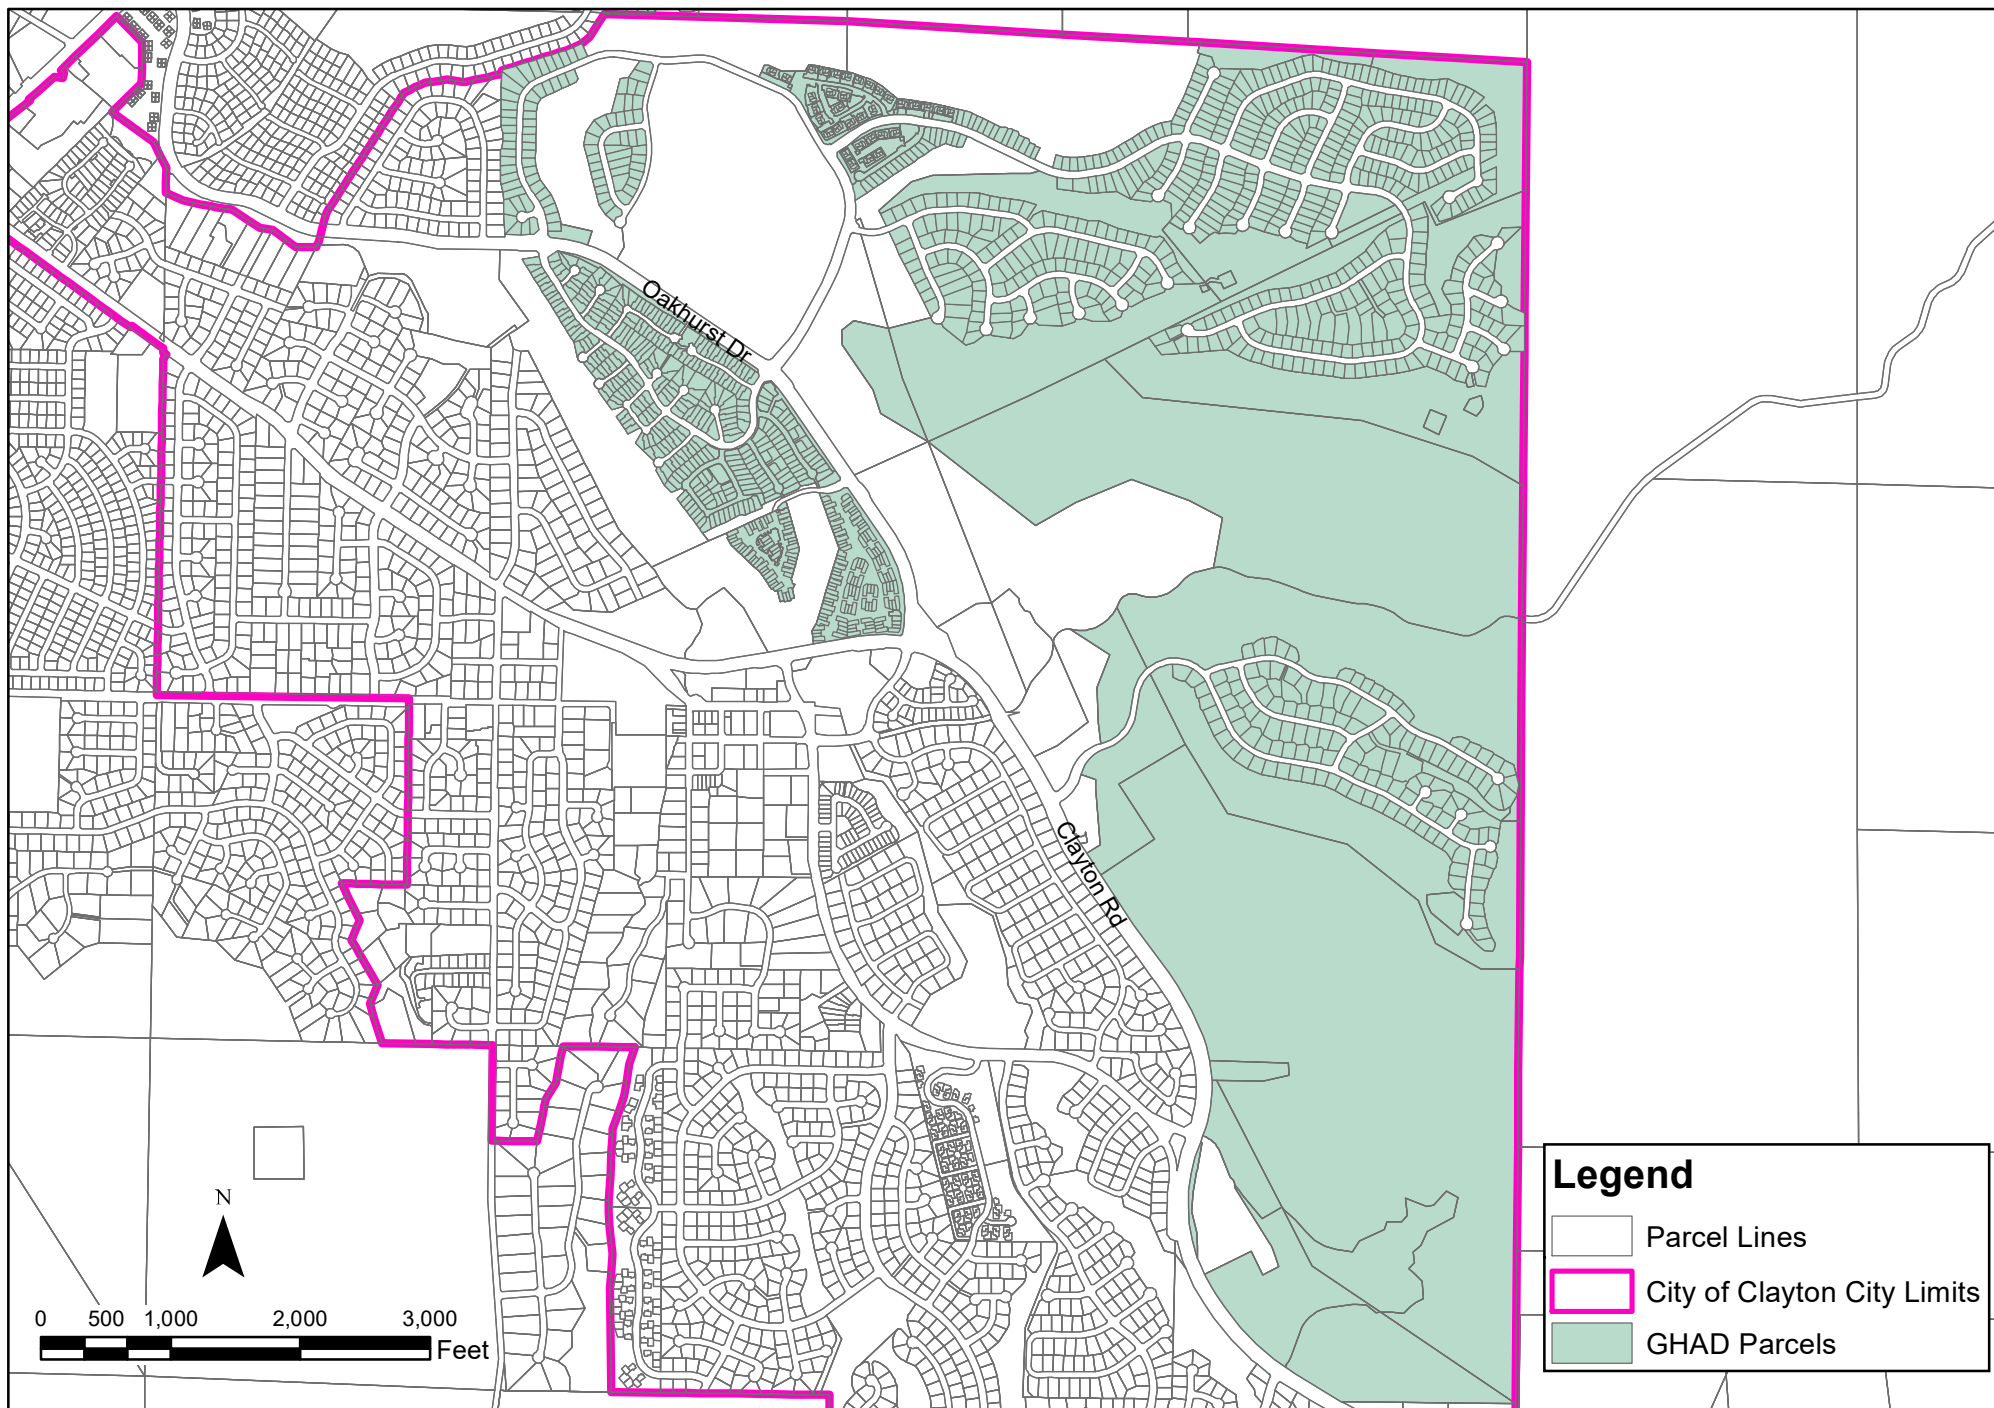 Oakhurst Dr
Clayton Rd
N
0 500 1,000 2,000 3,000
Feet
Legend
Parcel Lines
City of Clayton City Limits
GHAD Parcels